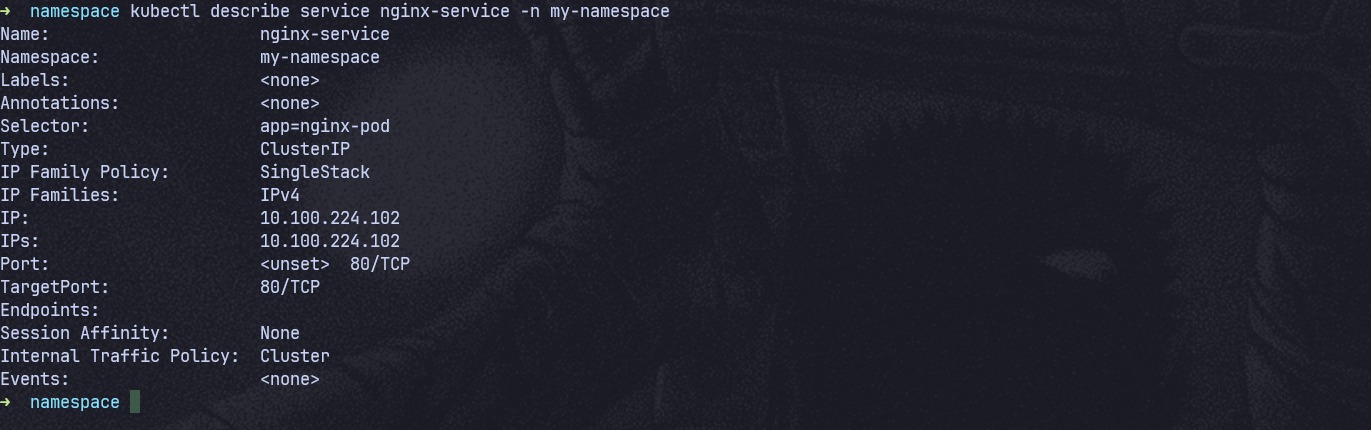 ➜  namespace kubectl describe service nginx-service -n my-namespace
Name:                     nginx-service
Namespace:                my-namespace
Labels:                   <none>
Annotations:              <none>
Selector:                 app=nginx-pod
Type:                     ClusterIP
IP Family Policy:         SingleStack
IP Families:              IPv4
IP:                       10.100.224.102
IPs:                      10.100.224.102
Port:                     <unset>  80/TCP
TargetPort:               80/TCP
Endpoints:
Session Affinity:         None
Internal Traffic Policy:  Cluster
Events:                   <none>
➜  namespace